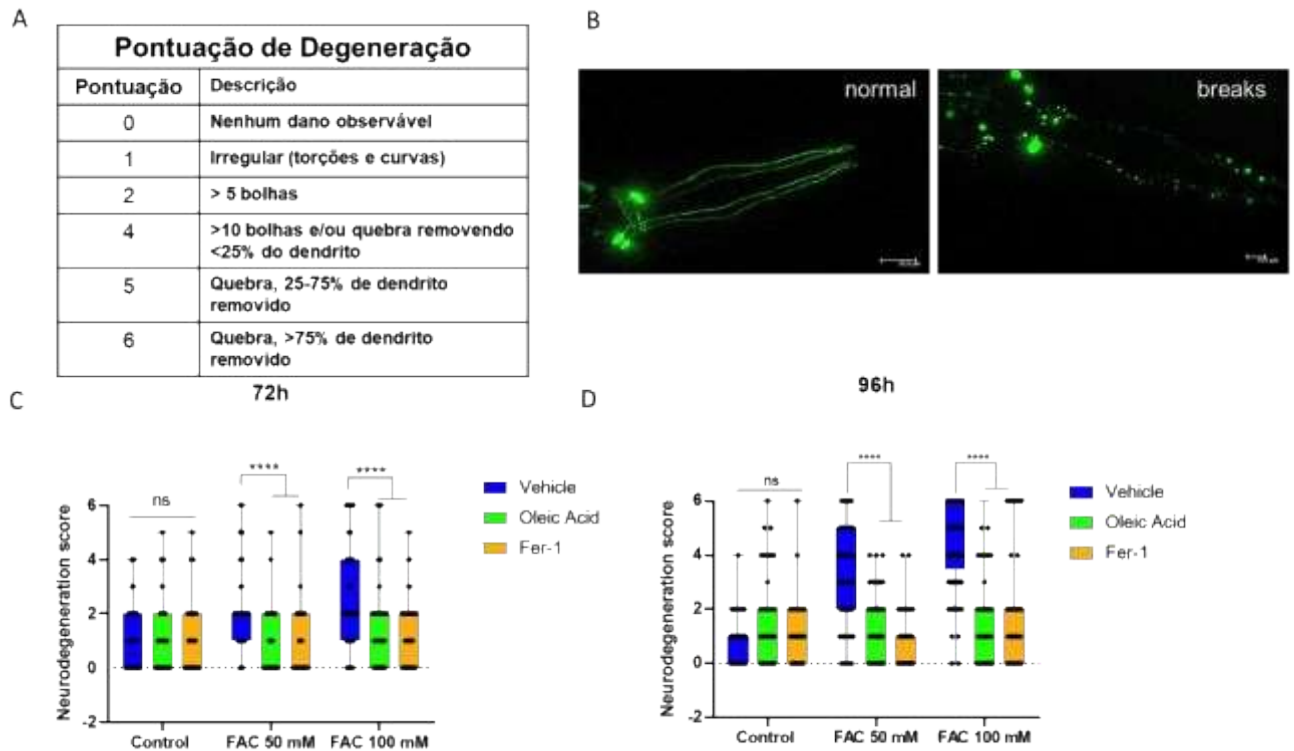 A
Pontuação de Degeneração
Pontuação Descrição
0 Nenhum dano observável
1 Irregular (torções e curvas)
2 > 5 bolhas
4 >10 bolhas e/ou quebra removendo
<25% do dendrito
5 Quebra, 25-75% de dendrito
removido
6 Quebra, >75% de dendrito
removido
B
normal
breaks
C
72h
Neurodegeneration score
6
4
2
0
-2
ns
****
****
Control FAC 50 mM FAC 100 mM
Vehicle
Oleic Acid
Fer-1
D
96h
Neurodegeneration score
6
4
2
0
-2
ns
****
****
Control FAC 50 mM FAC 100 mM
Vehicle
Oleic Acid
Fer-1